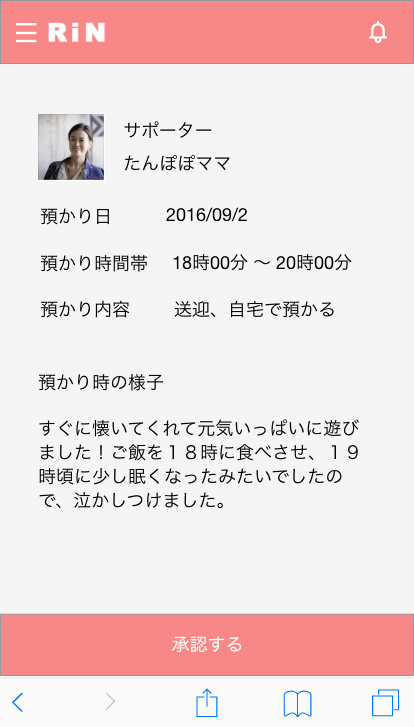 RiN
サポーター
たんぽぽママ
預かり日 2016/09/2
預かり時間帯 18時00分 〜 20時00分
預かり内容 送迎、自宅で預かる
預かり時の様子
すぐに懐いてくれて元気いっぱいに遊び
ました！ご飯を１８時に食べさせ、１９
時頃に少し眠くなったみたいでしたの
で、泣かしつけました。
承認する